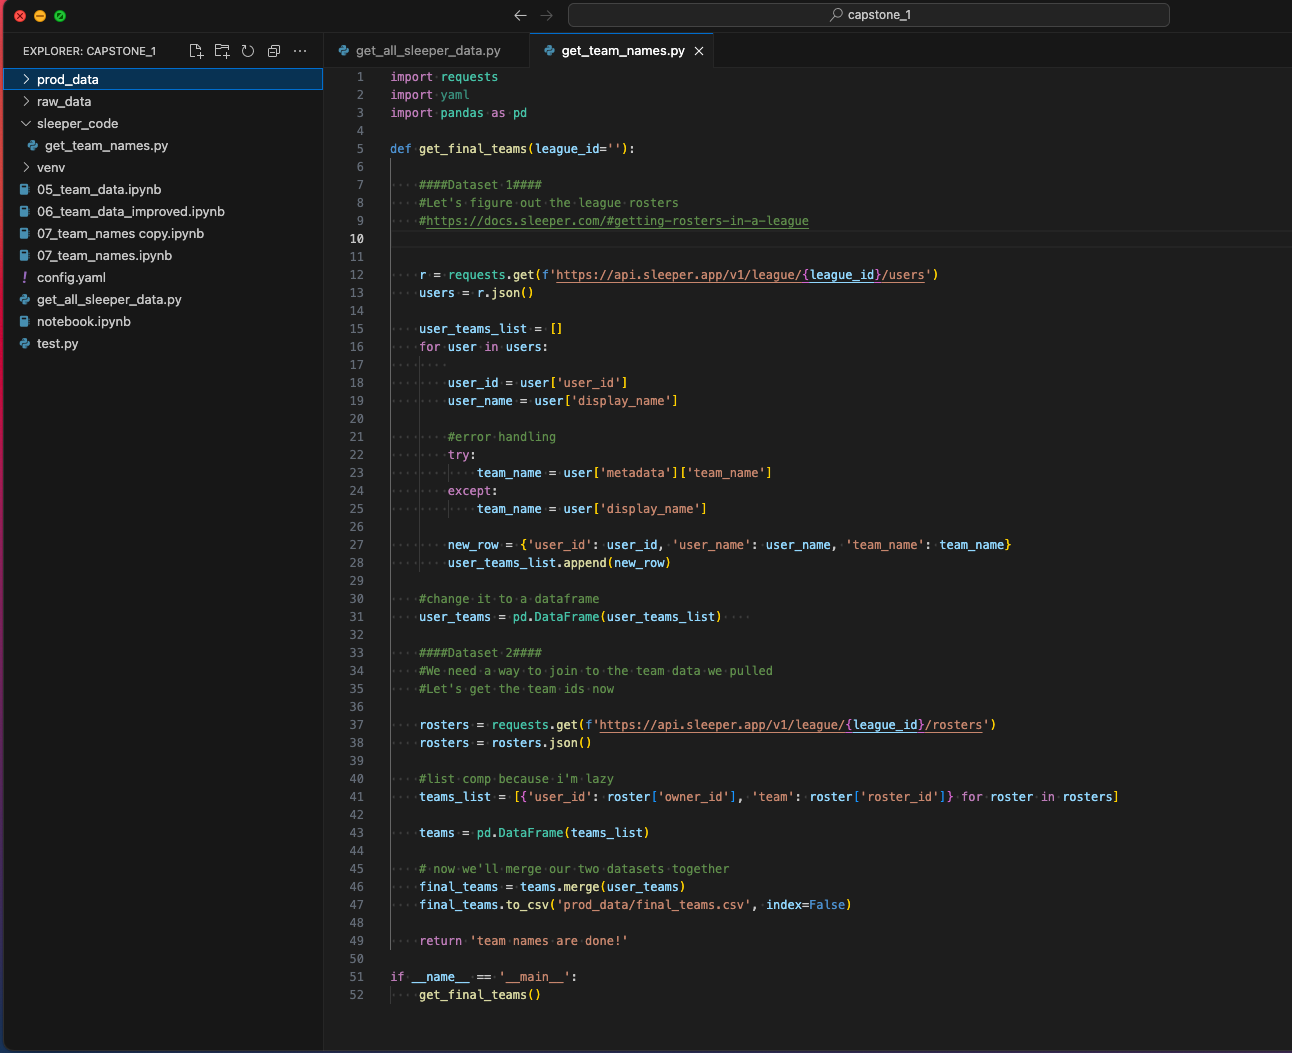 capstone_1
EXPLORER: CAPSTONE_1
prod_data
raw_data
sleeper_code
get_team_names.py
venv
05_team_data.ipynb
06_team_data_improved.ipynb
07_team_names copy.ipynb
07_team_names.ipynb
! config.yaml
get_all_sleeper_data.py
notebook.ipynb
test.py
get_all_sleeper_data.py
get_team_names.py
1 import requests
2 import yaml
3 import pandas as pd
4
5 def get_final_teams(league_id=''):
6
7 ####Dataset 1####
8 #Let's figure out the league rosters
9 #https://docs.sleeper.com/#getting-rosters-in-a-league
10
11
12 r = requests.get(f'https://api.sleeper.app/v1/league/{league_id}/users')
13 users = r.json()
14
15 user_teams_list = []
16 for user in users:
17
18 user_id = user['user_id']
19 user_name = user['display_name']
20
21 #error handling
22 try:
23 team_name = user['metadata']['team_name']
24 except:
25 team_name = user['display_name']
26
27 new_row = {'user_id': user_id, 'user_name': user_name, 'team_name': team_name}
28 user_teams_list.append(new_row)
29
30 #change it to a dataframe
31 user_teams = pd.DataFrame(user_teams_list)
32
33 ####Dataset 2####
34 #We need a way to join to the team data we pulled
35 #Let's get the team ids now
36
37 rosters = requests.get(f'https://api.sleeper.app/v1/league/{league_id}/rosters')
38 rosters = rosters.json()
39
40 #list comp because i'm lazy
41 teams_list = [{'user_id': roster['owner_id'], 'team': roster['roster_id']} for roster in rosters]
42
43 teams = pd.DataFrame(teams_list)
44
45 # now we'll merge our two datasets together
46 final_teams = teams.merge(user_teams)
47 final_teams.to_csv('prod_data/final_teams.csv', index=False)
48
49 return 'team names are done!'
50
51 if __name__ == '__main__':
52 get_final_teams()